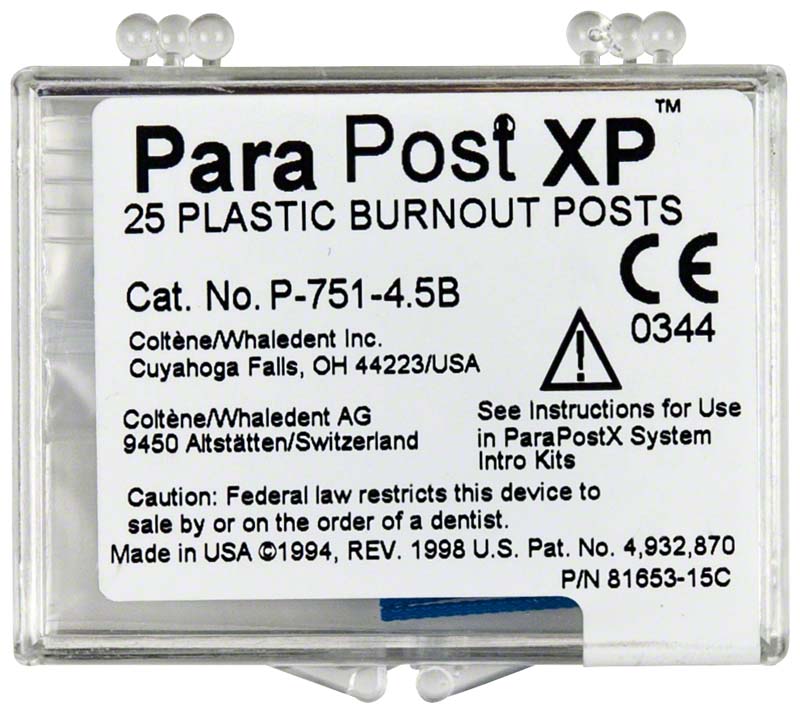 Para Post XP™
25 PLASTIC BURNOUT POSTS
Cat. No. P-751-4.5B
CE
0344
Coltène/Whaledent Inc.
Cuyahoga Falls, OH 44223/USA
!
Coltène/Whaledent AG
9450 Altstätten/Switzerland
See Instructions for Use
in ParaPostX System
Intro Kits
Caution: Federal law restricts this device to
sale by or on the order of a dentist.
Made in USA ©1994, REV. 1998 U.S. Pat. No. 4,932,870
P/N 81653-15C